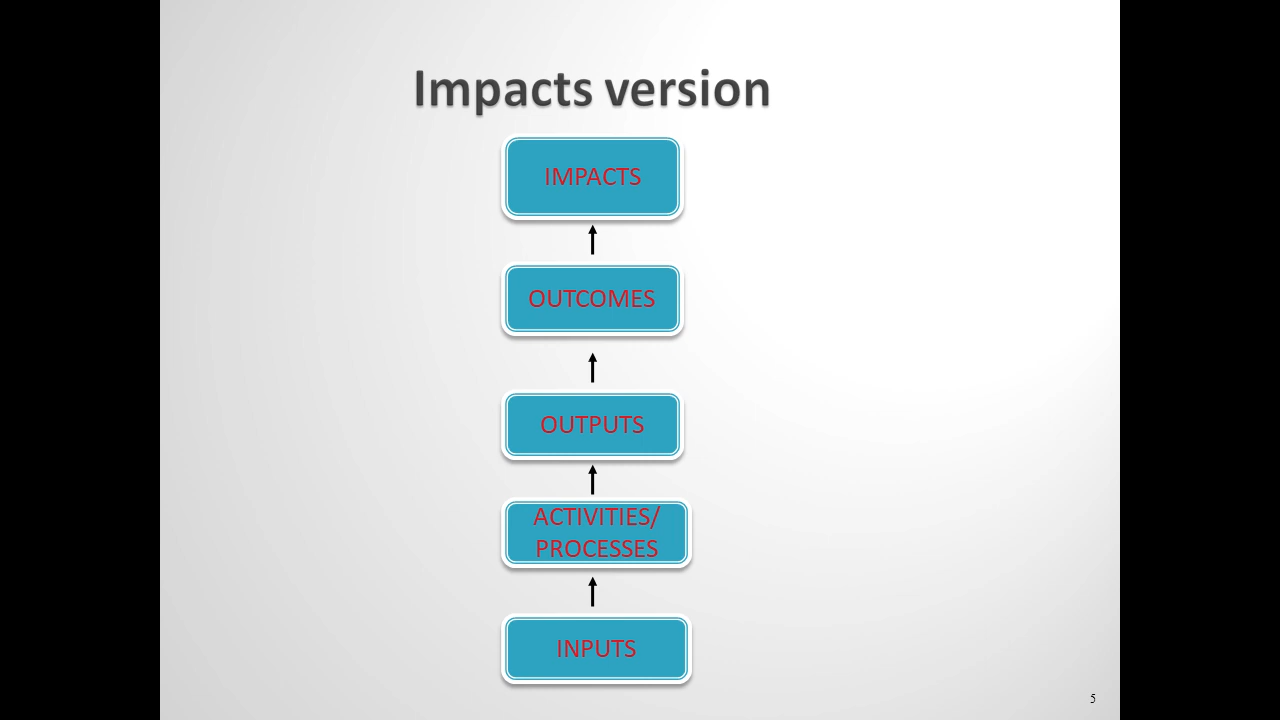 Impacts version
IMPACTS
OUTCOMES
OUTPUTS
ACTIVITIES/
PROCESSES
INPUTS
5